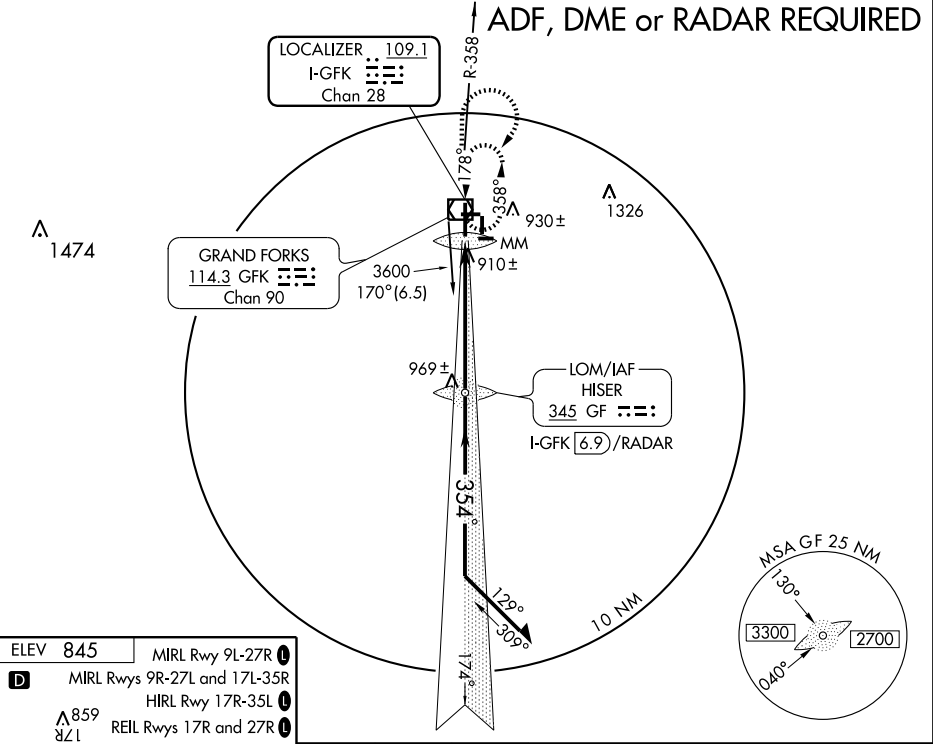 ADF, DME or RADAR REQUIRED
LOCALIZER 109.1
I-GFK
Chan 28
R-358
178°
358°
1326
930±
1474
MM
910±
GRAND FORKS
114.3 GFK
Chan 90
3600
170°(6.5)
969±
LOM/IAF
HISER
345 GF
I-GFK 6.9 /RADAR
354°
129°
309°
174°
10 NM
MSA GF 25 NM
130°
3300
2700
040°
ELEV 845
MIRL Rwy 9L-27R L
D MIRL Rwys 9R-27L and 17L-35R
HIRL Rwy 17R-35L L
859
17R
REIL Rwys 17R and 27R L